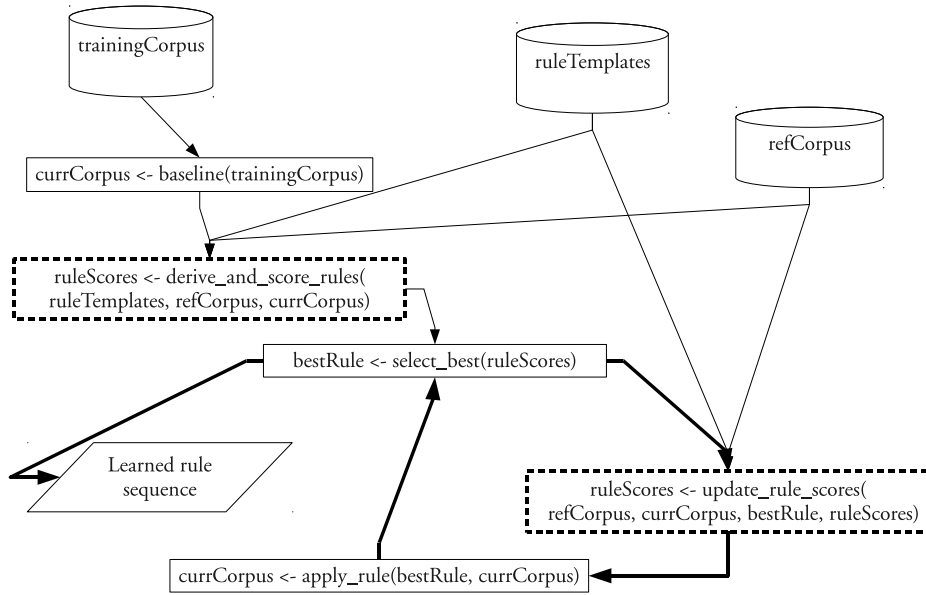 trainingCorpus
ruleTemplates
refCorpus
currCorpus <- baseline(trainingCorpus)
ruleScores <- derive_and_score_rules(
ruleTemplates, refCorpus, currCorpus)
bestRule <- select_best(ruleScores)
Learned rule
sequence
ruleScores <- update_rule_scores(
refCorpus, currCorpus, bestRule, ruleScores)
currCorpus <- apply_rule(bestRule, currCorpus)